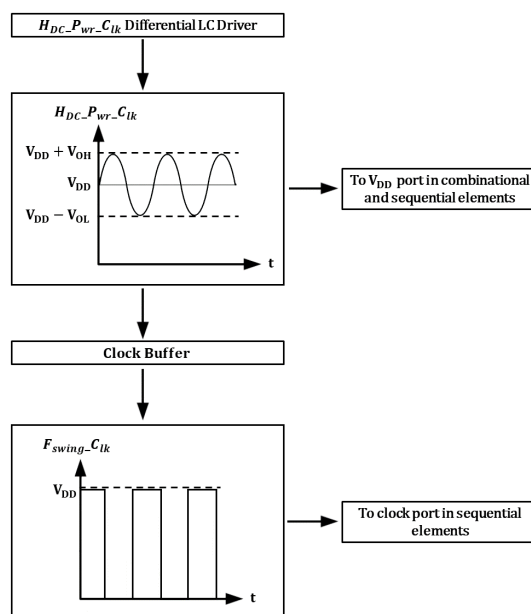 H_DC_P_wr_C_lk Differential LC Driver
H_DC_P_wr_C_lk
V_DD + V_OH
V_DD
V_DD − V_OL
t
To V_DD port in combinational
and sequential elements
Clock Buffer
F_swing_C_lk
V_DD
t
To clock port in sequential
elements